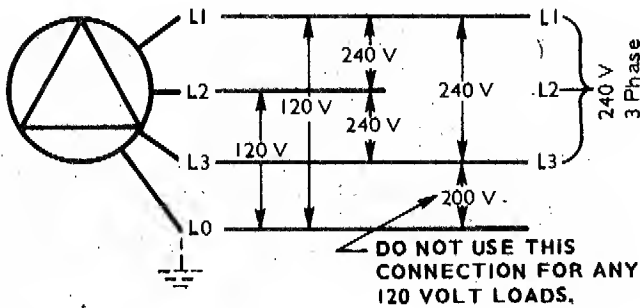 L1
L1
240 V
L2
120 V
L2
240 V
3 Phase
240 V
240 V
120 V
L3
L3
200 V
LO
DO NOT USE THIS
CONNECTION FOR ANY
120 VOLT LOADS.